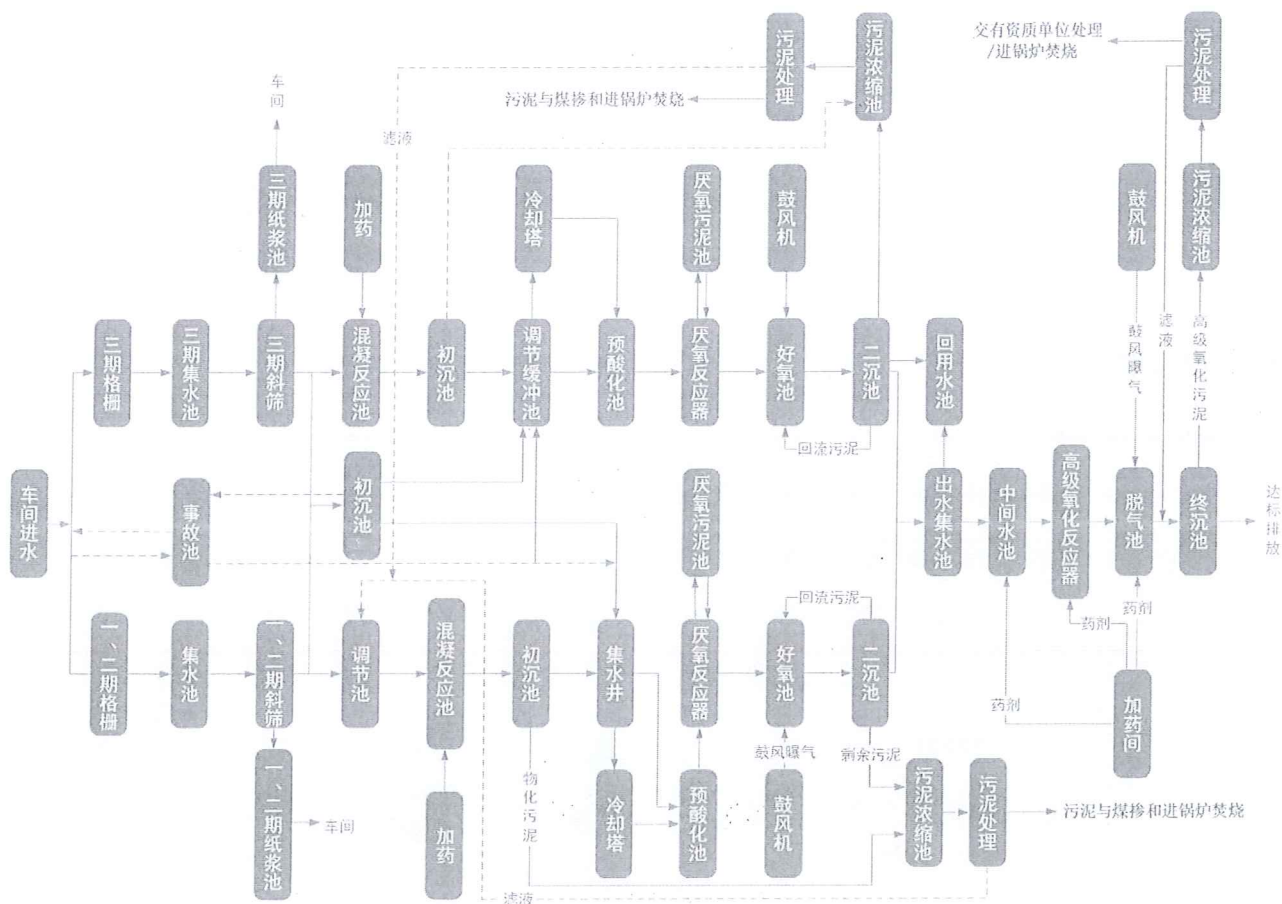 交有资质单位处理
/进锅炉焚烧
污泥处理
污泥处理
污泥浓缩池
车间
污泥与煤掺和进锅炉焚烧
滤液
三期纸浆池
加药
冷却塔
厌氧污泥池
鼓风机
鼓风机
污泥浓缩池
三期格栅
三期集水池
三期斜筛
混凝反应池
初沉池
调节缓冲池
预酸化池
厌氧反应器
好氧池
二沉池
回用水池
鼓风曝气
滤液
高级氧化污泥
回流污泥
车间进水
事故池
初沉池
厌氧污泥池
出水集水池
中间水池
高级氧化反应器
脱气池
终沉池
达标排放
回流污泥
药剂
药剂
一、二期格栅
集水池
一、二期斜筛
调节池
混凝反应池
初沉池
集水井
厌氧反应器
好氧池
二沉池
药剂
加药间
鼓风曝气
剩余污泥
物化污泥
一、二期纸浆池
车间
加药
冷却塔
预酸化池
鼓风机
污泥浓缩池
污泥处理
污泥与煤掺和进锅炉焚烧
滤液